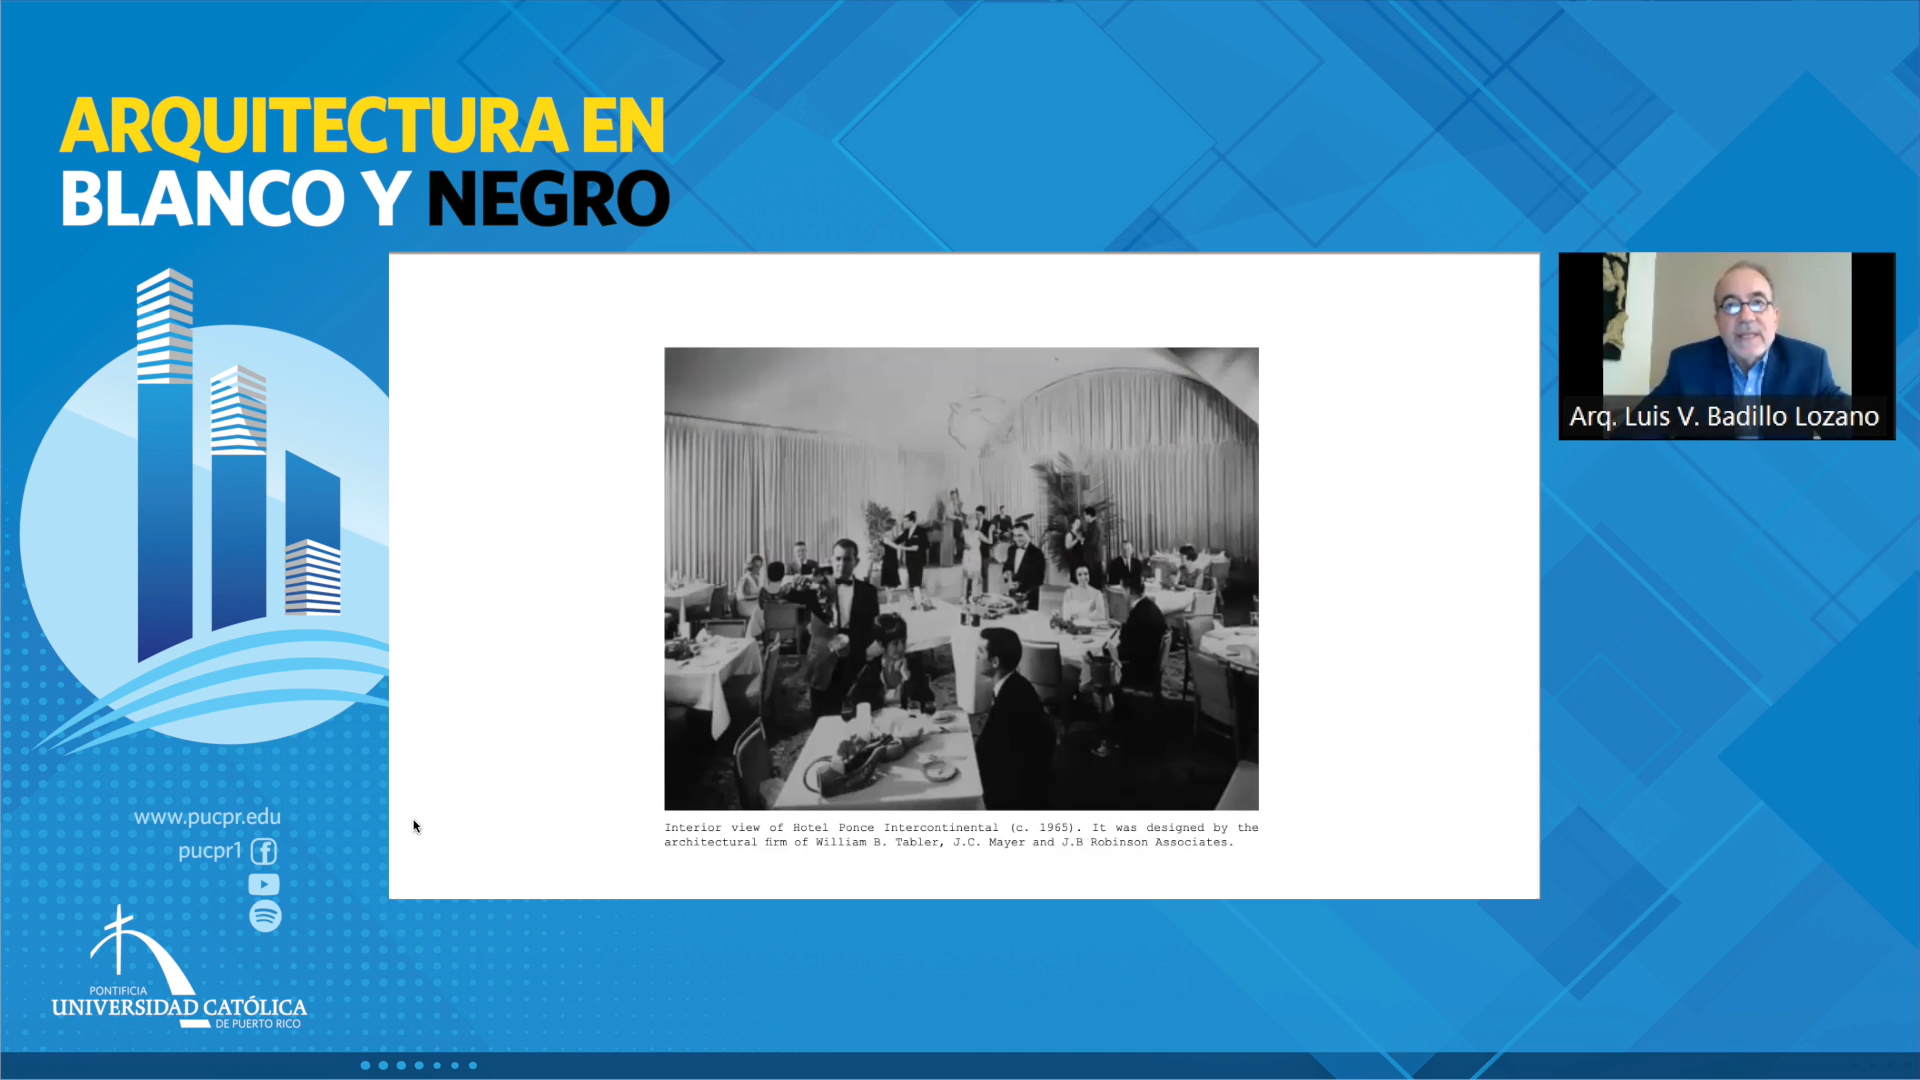 ARQUITECTURA EN
BLANCO Y NEGRO
Arq. Luis V. Badillo Lozano
Interior view of Hotel Ponce Intercontinental (c. 1965). It was designed by the
architectural firm of William B. Tabler, J.C. Mayer and J.B Robinson Associates.
www.pucpr.edu
pucpr1
PONTIFICIA
UNIVERSIDAD CATÓLICA
DE PUERTO RICO